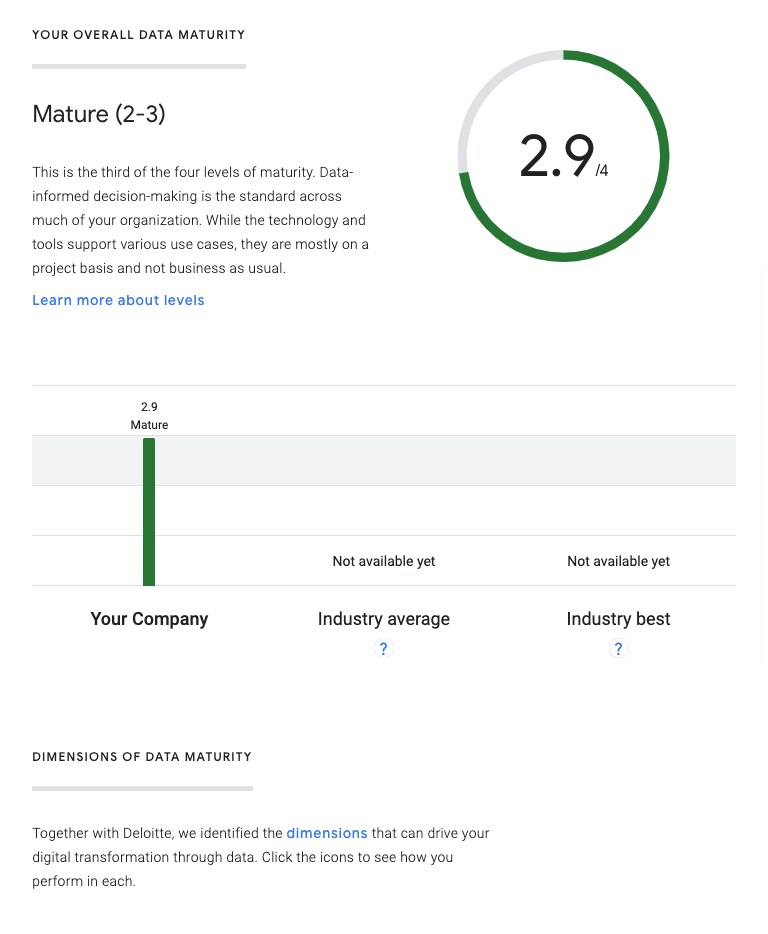 YOUR OVERALL DATA MATURITY
Mature (2-3)
This is the third of the four levels of maturity. Data-
informed decision-making is the standard across
much of your organization. While the technology and
tools support various use cases, they are mostly on a
project basis and not business as usual.
Learn more about levels
2.9/4
2.9
Mature
Not available yet
Not available yet
Your Company
Industry average
Industry best
?
?
DIMENSIONS OF DATA MATURITY
Together with Deloitte, we identified the dimensions that can drive your
digital transformation through data. Click the icons to see how you
perform in each.